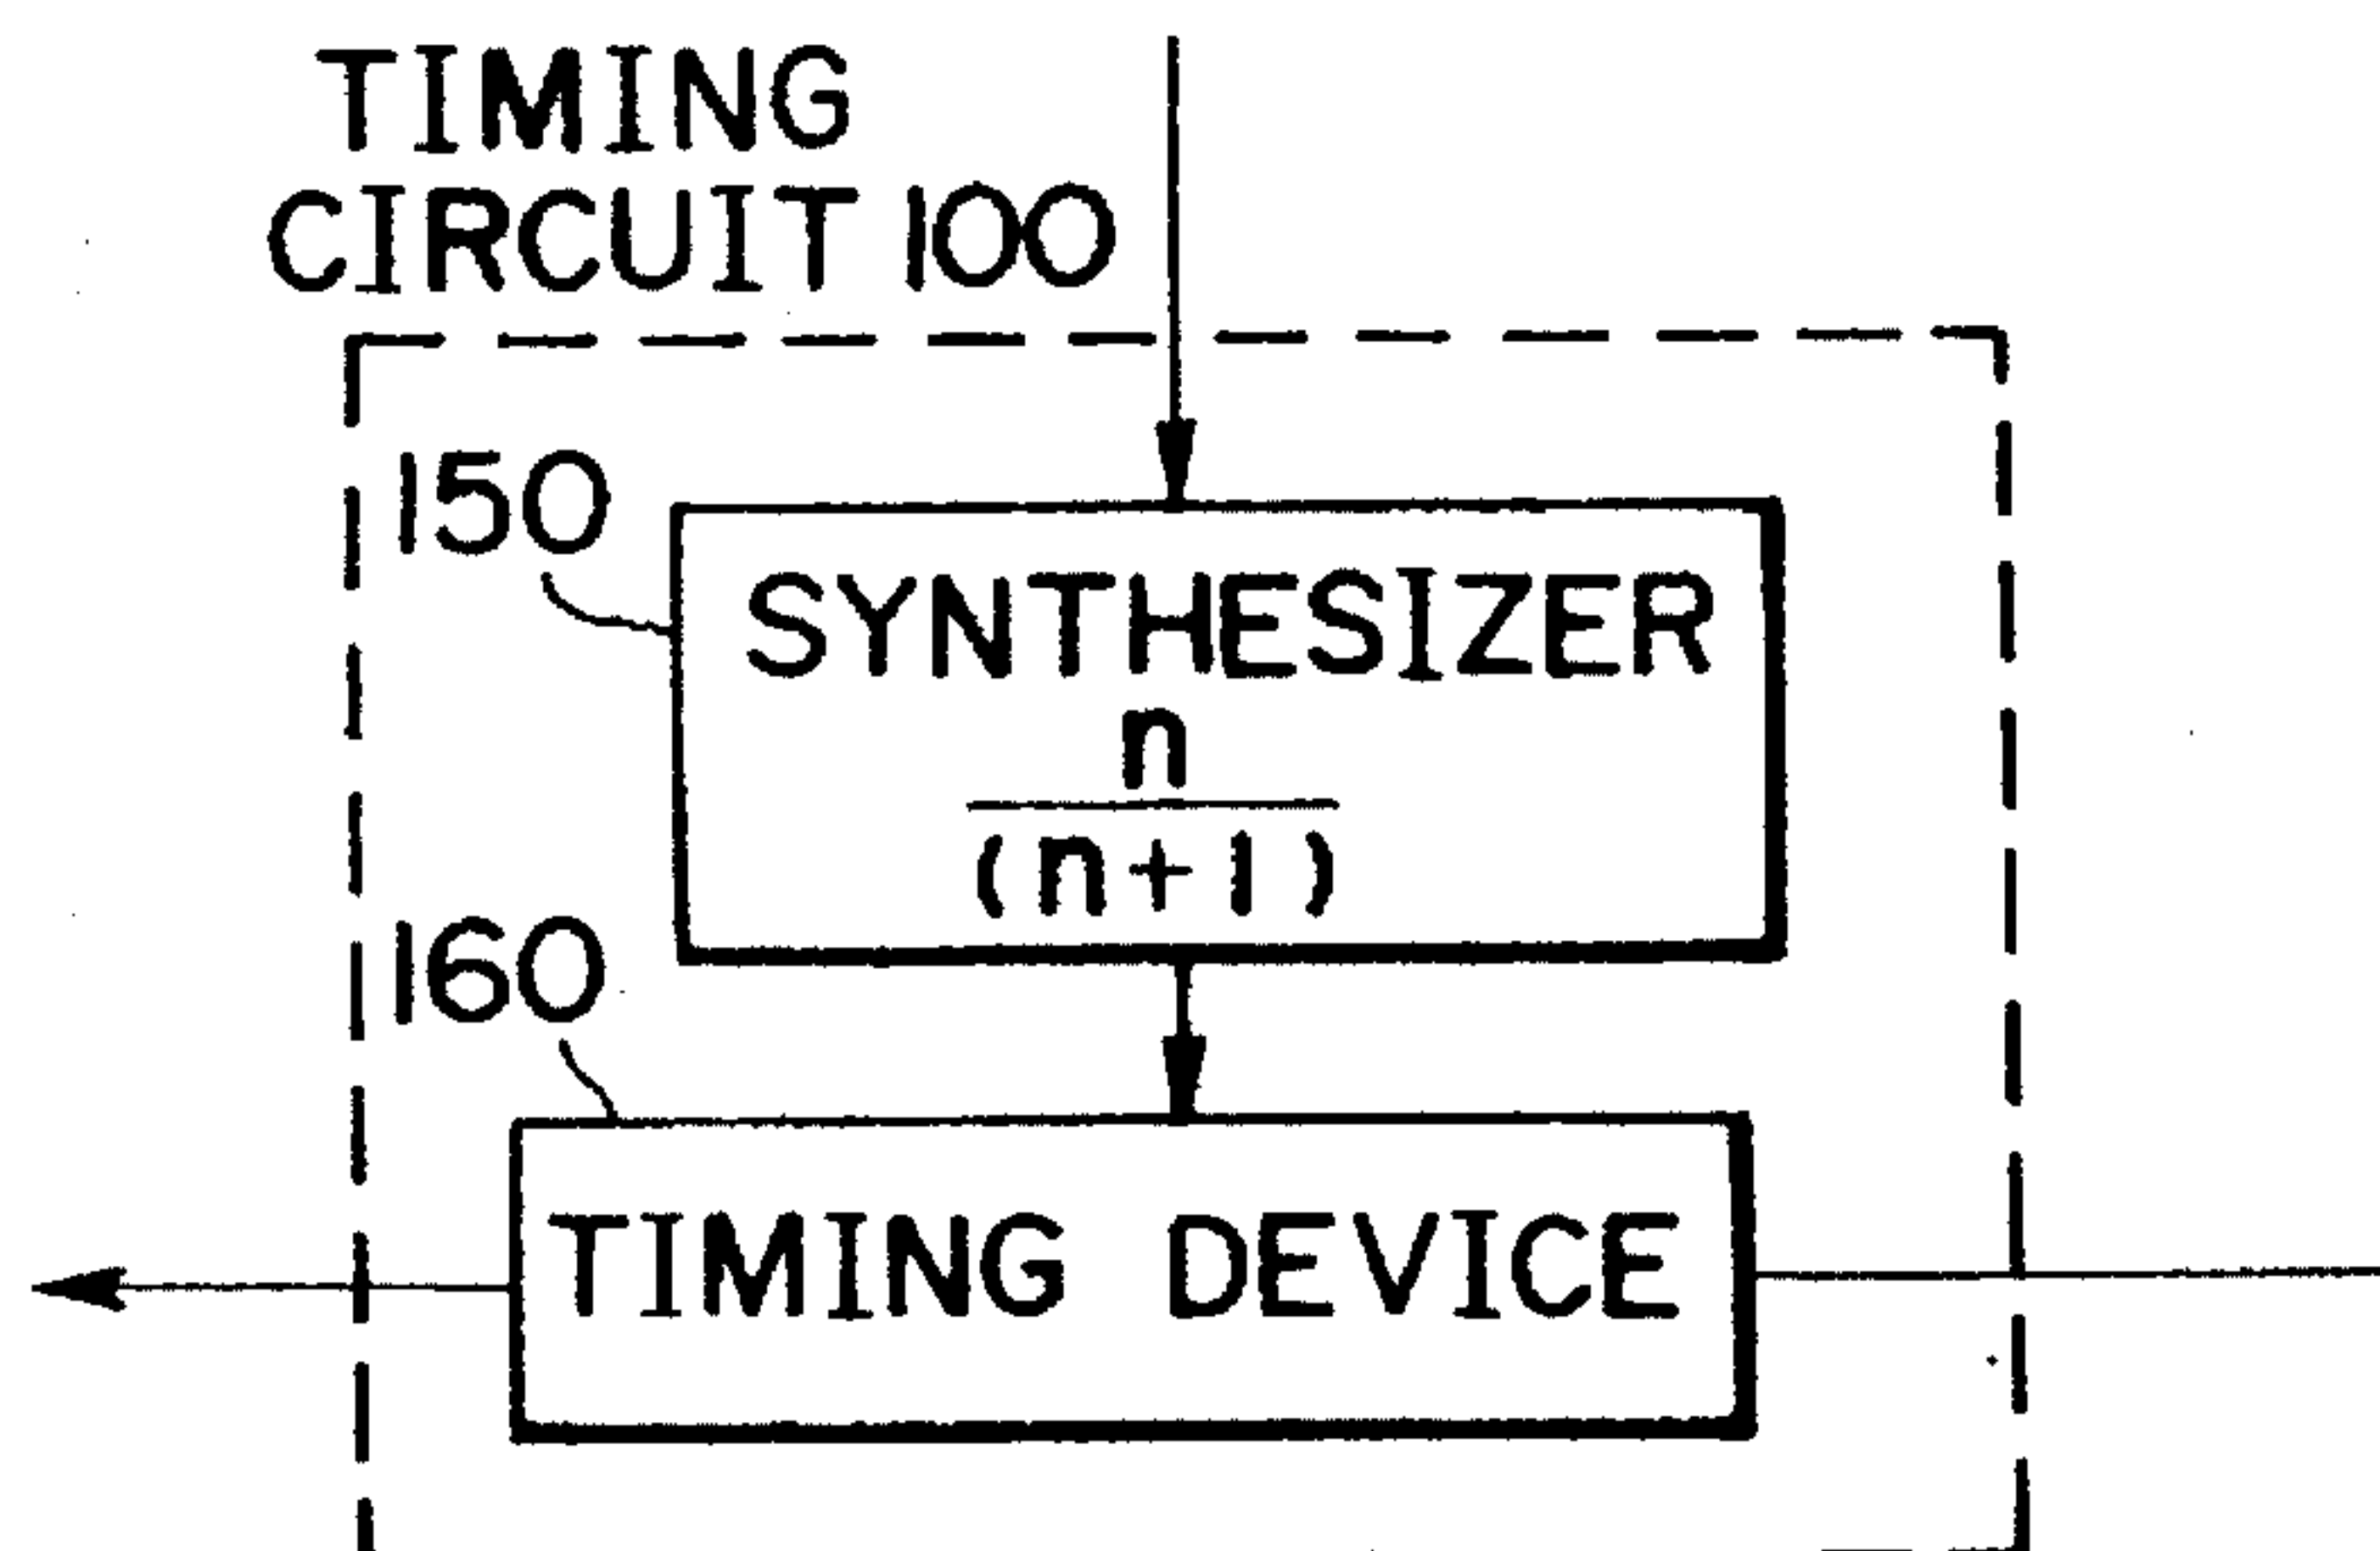 TIMING
CIRCUIT 100
150
SYNTHESIZER
n
(n+1)
160
TIMING DEVICE